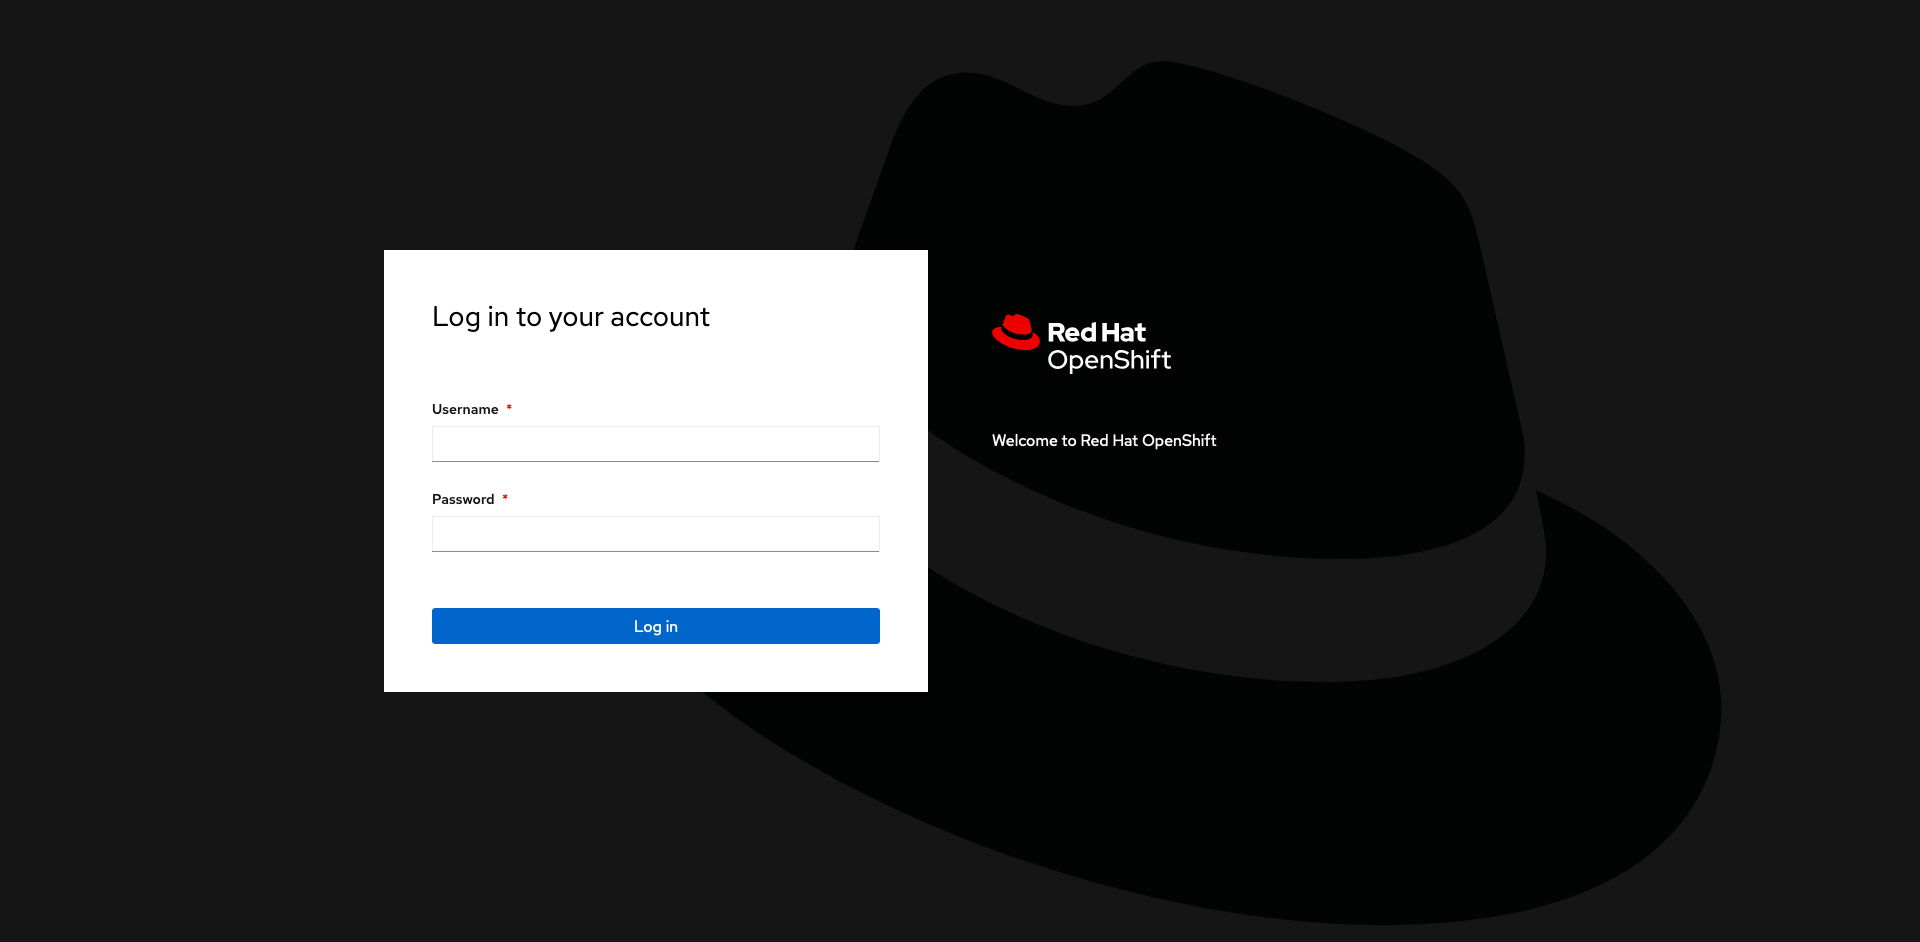 Log in to your account
Username *
Password *
Log in
Red Hat
OpenShift
Welcome to Red Hat OpenShift